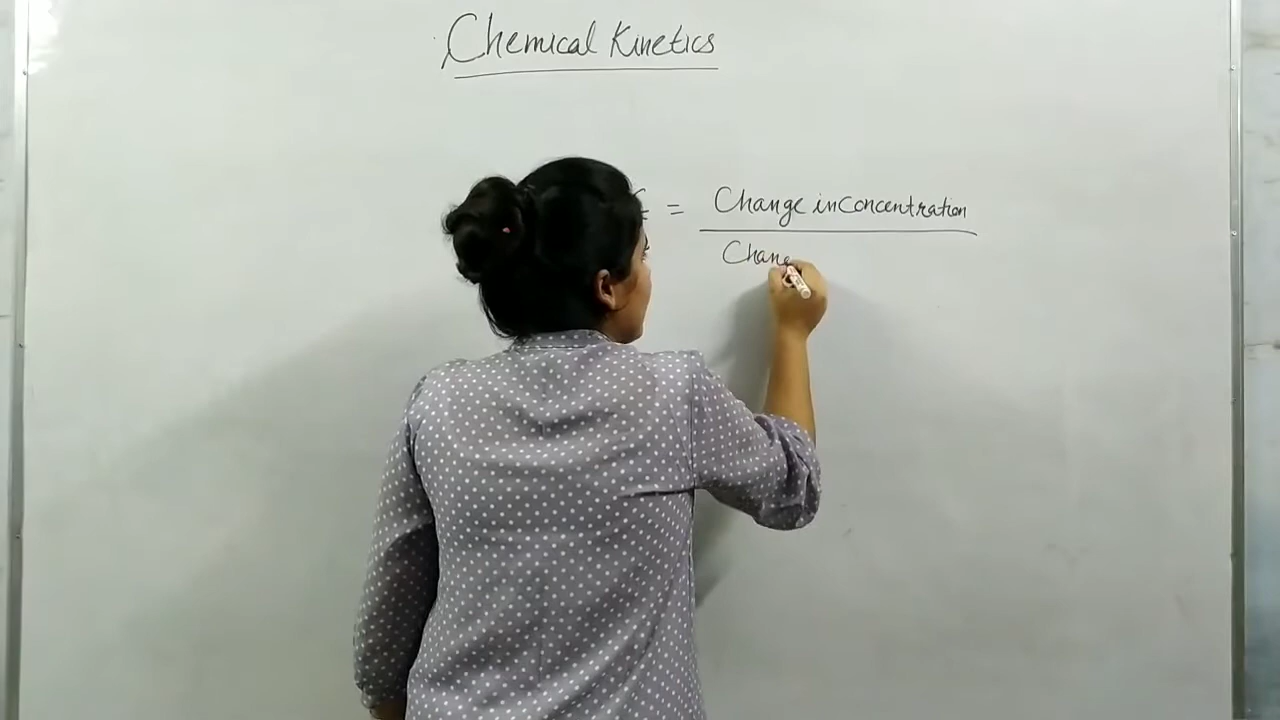 Chemical Kinetics
= Change in Concentration
Chang